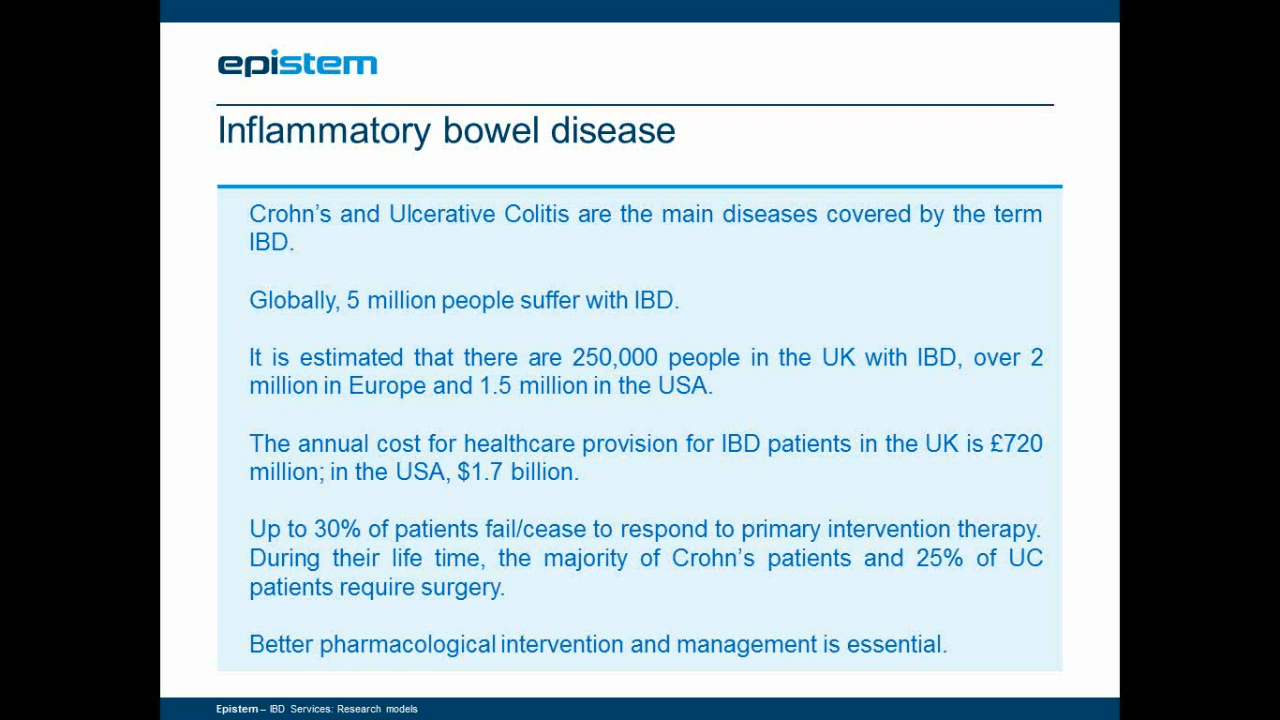 epistem
Inflammatory bowel disease
Crohn's and Ulcerative Colitis are the main diseases covered by the term
IBD.
Globally, 5 million people suffer with IBD.
It is estimated that there are 250,000 people in the UK with IBD, over 2
million in Europe and 1.5 million in the USA.
The annual cost for healthcare provision for IBD patients in the UK is £720
million; in the USA, $1.7 billion.
Up to 30% of patients fail/cease to respond to primary intervention therapy.
During their life time, the majority of Crohn's patients and 25% of UC
patients require surgery.
Better pharmacological intervention and management is essential.
Epistem – IBD Services: Research models